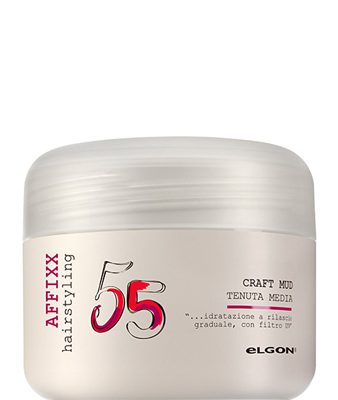 AFFIXX
hairstyling
55
CRAFT MUD
TENUTA MEDIA
"...idratazione a rilascio
graduale, con filtro UV"
eLGON